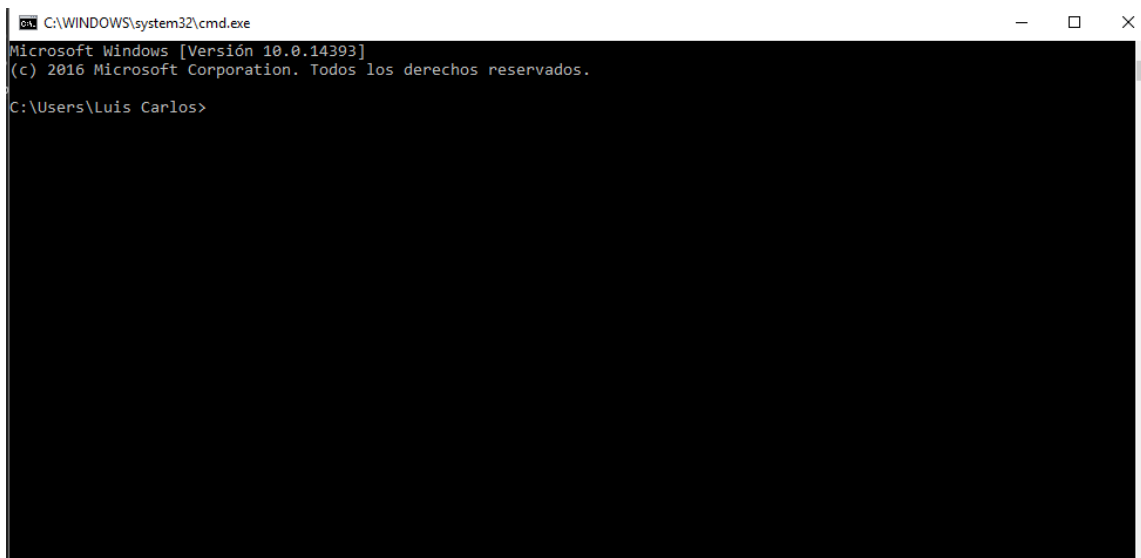 C:\WINDOWS\system32\cmd.exe
Microsoft Windows [Versión 10.0.14393]
(c) 2016 Microsoft Corporation. Todos los derechos reservados.
C:\Users\Luis Carlos>